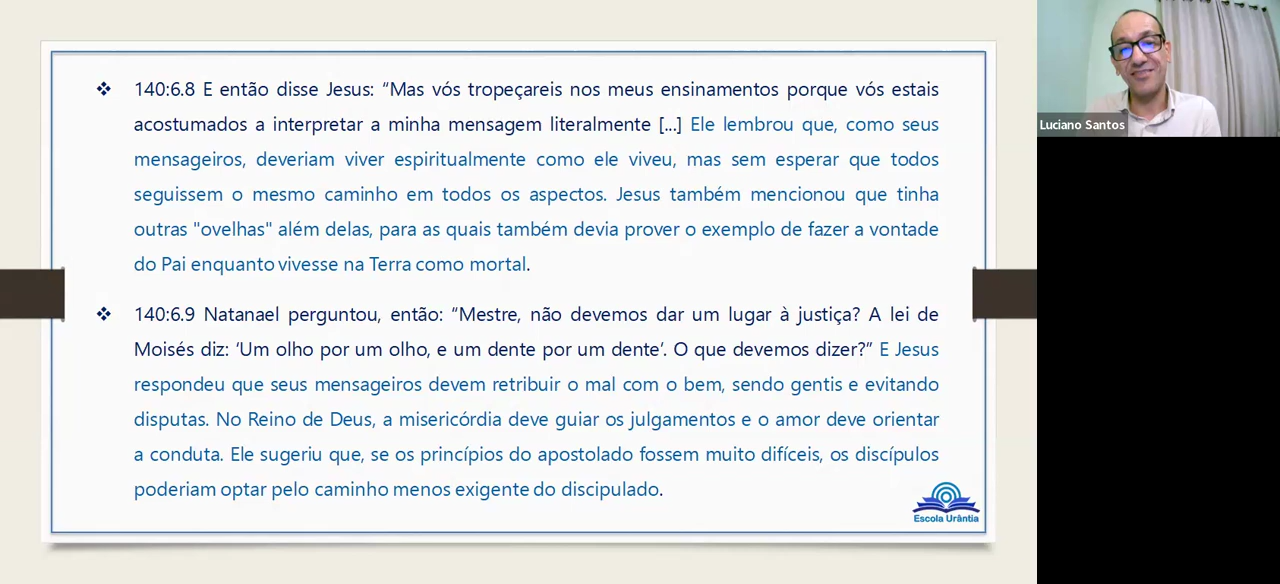 ❖ 140:6.8 E então disse Jesus: “Mas vós tropeçareis nos meus ensinamentos porque vós estais
acostumados a interpretar a minha mensagem literalmente [...] Ele lembrou que, como seus
mensageiros, deveriam viver espiritualmente como ele viveu, mas sem esperar que todos
seguissem o mesmo caminho em todos os aspectos. Jesus também mencionou que tinha
outras "ovelhas" além delas, para as quais também devia prover o exemplo de fazer a vontade
do Pai enquanto vivesse na Terra como mortal.
❖ 140:6.9 Natanael perguntou, então: “Mestre, não devemos dar um lugar à justiça? A lei de
Moisés diz: ‘Um olho por um olho, e um dente por um dente’. O que devemos dizer?” E Jesus
respondeu que seus mensageiros devem retribuir o mal com o bem, sendo gentis e evitando
disputas. No Reino de Deus, a misericórdia deve guiar os julgamentos e o amor deve orientar
a conduta. Ele sugeriu que, se os princípios do apostolado fossem muito difíceis, os discípulos
poderiam optar pelo caminho menos exigente do discipulado.
Escola Urântia
Luciano Santos